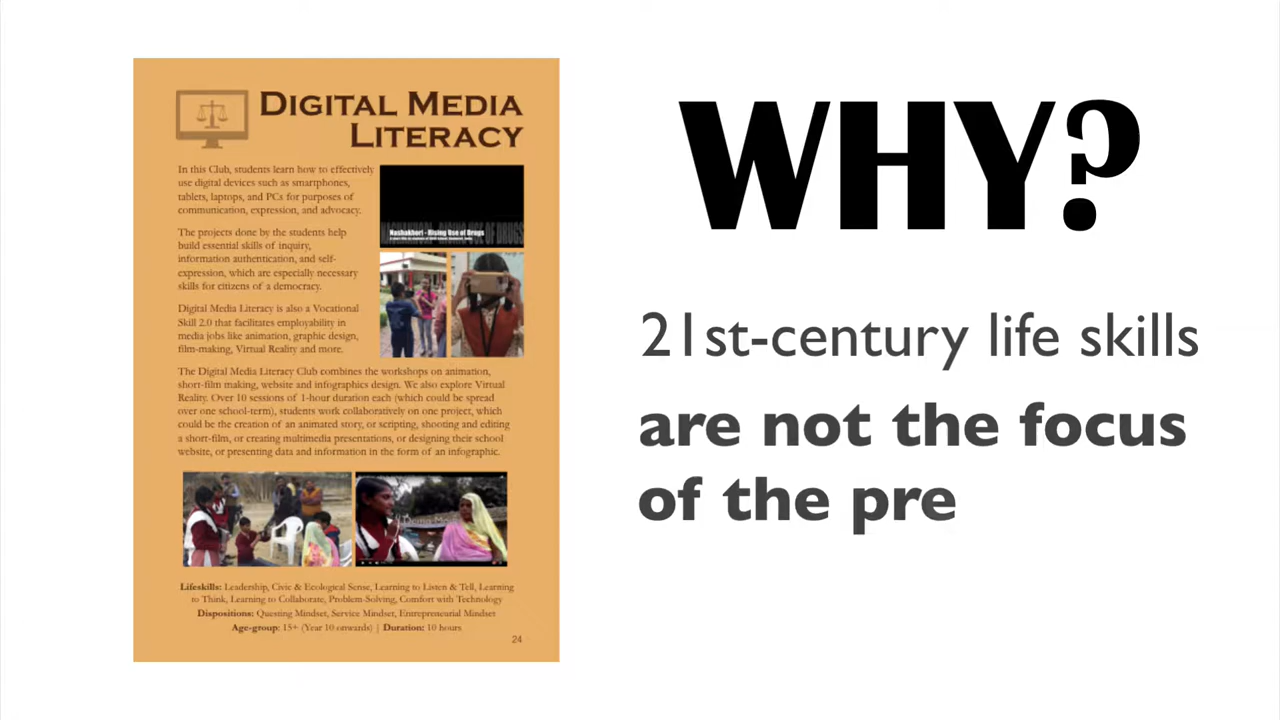 DIGITAL MEDIA
LITERACY
In this Club, students learn how to effectively
use digital devices such as smartphones,
tablets, laptops, and PCs for purposes of
communication, expression, and advocacy.
The projects done by the students help
build essential skills of inquiry,
information authentication, and self-
expression, which are especially necessary
skills for citizens of a democracy.
Digital Media Literacy is also a Vocational
Skill 2.0 that facilitates employability in
media jobs like animation, graphic design,
film-making, Virtual Reality and more.
Nashakhori - Rising Use of Drugs
The Digital Media Literacy Club combines the workshops on animation,
short-film making, website and infographics design. We also explore Virtual
Reality. Over 10 sessions of 1-hour duration each (which could be spread
over one school-term), students work collaboratively on one project, which
could be the creation of an animated story, or scripting, shooting and editing
a short-film, or creating multimedia presentations, or designing their school
website, or presenting data and information in the form of an infographic.
Lifeskills: Leadership, Civic & Ecological Sense, Learning to Listen & Tell, Learning
to Think, Learning to Collaborate, Problem-Solving, Comfort with Technology
Dispositions: Questing Mindset, Service Mindset, Entrepreneurial Mindset
Age-group: 15+ (Year 10 onwards) | Duration: 10 hours
24
WHY?
21st-century life skills
are not the focus
of the pre